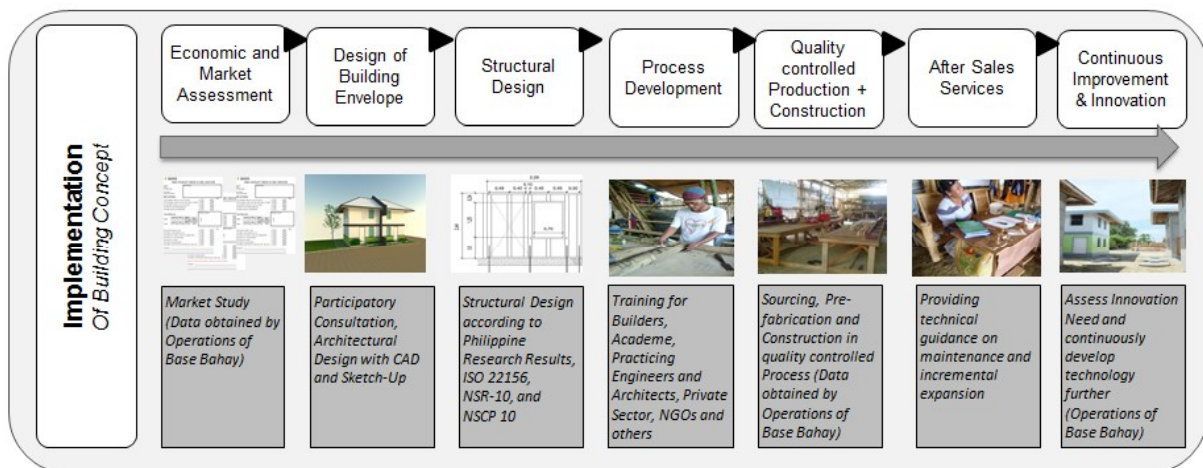 Implementation
Of Building Concept
Economic and
Market
Assessment
Design of
Building
Envelope
Structural
Design
Process
Development
Quality
controlled
Production +
Construction
After Sales
Services
Continuous
Improvement
& Innovation
Market Study
(Data obtained by
Operations of
Base Bahay)
Participatory
Consultation,
Architectural
Design with CAD
and Sketch-Up
Structural Design
according to
Philippine
Research Results,
ISO 22156,
NSR-10, and
NSCP 10
Training for
Builders,
Academe,
Practicing
Engineers and
Architects, Private
Sector, NGOs and
others
Sourcing, Pre-
fabrication and
Construction in
quality controlled
Process (Data
obtained by
Operations of
Base Bahay)
Providing
technical
guidance on
maintenance and
incremental
expansion
Assess Innovation
Need and
continuously
develop
technology
further
(Operations of
Base Bahay)